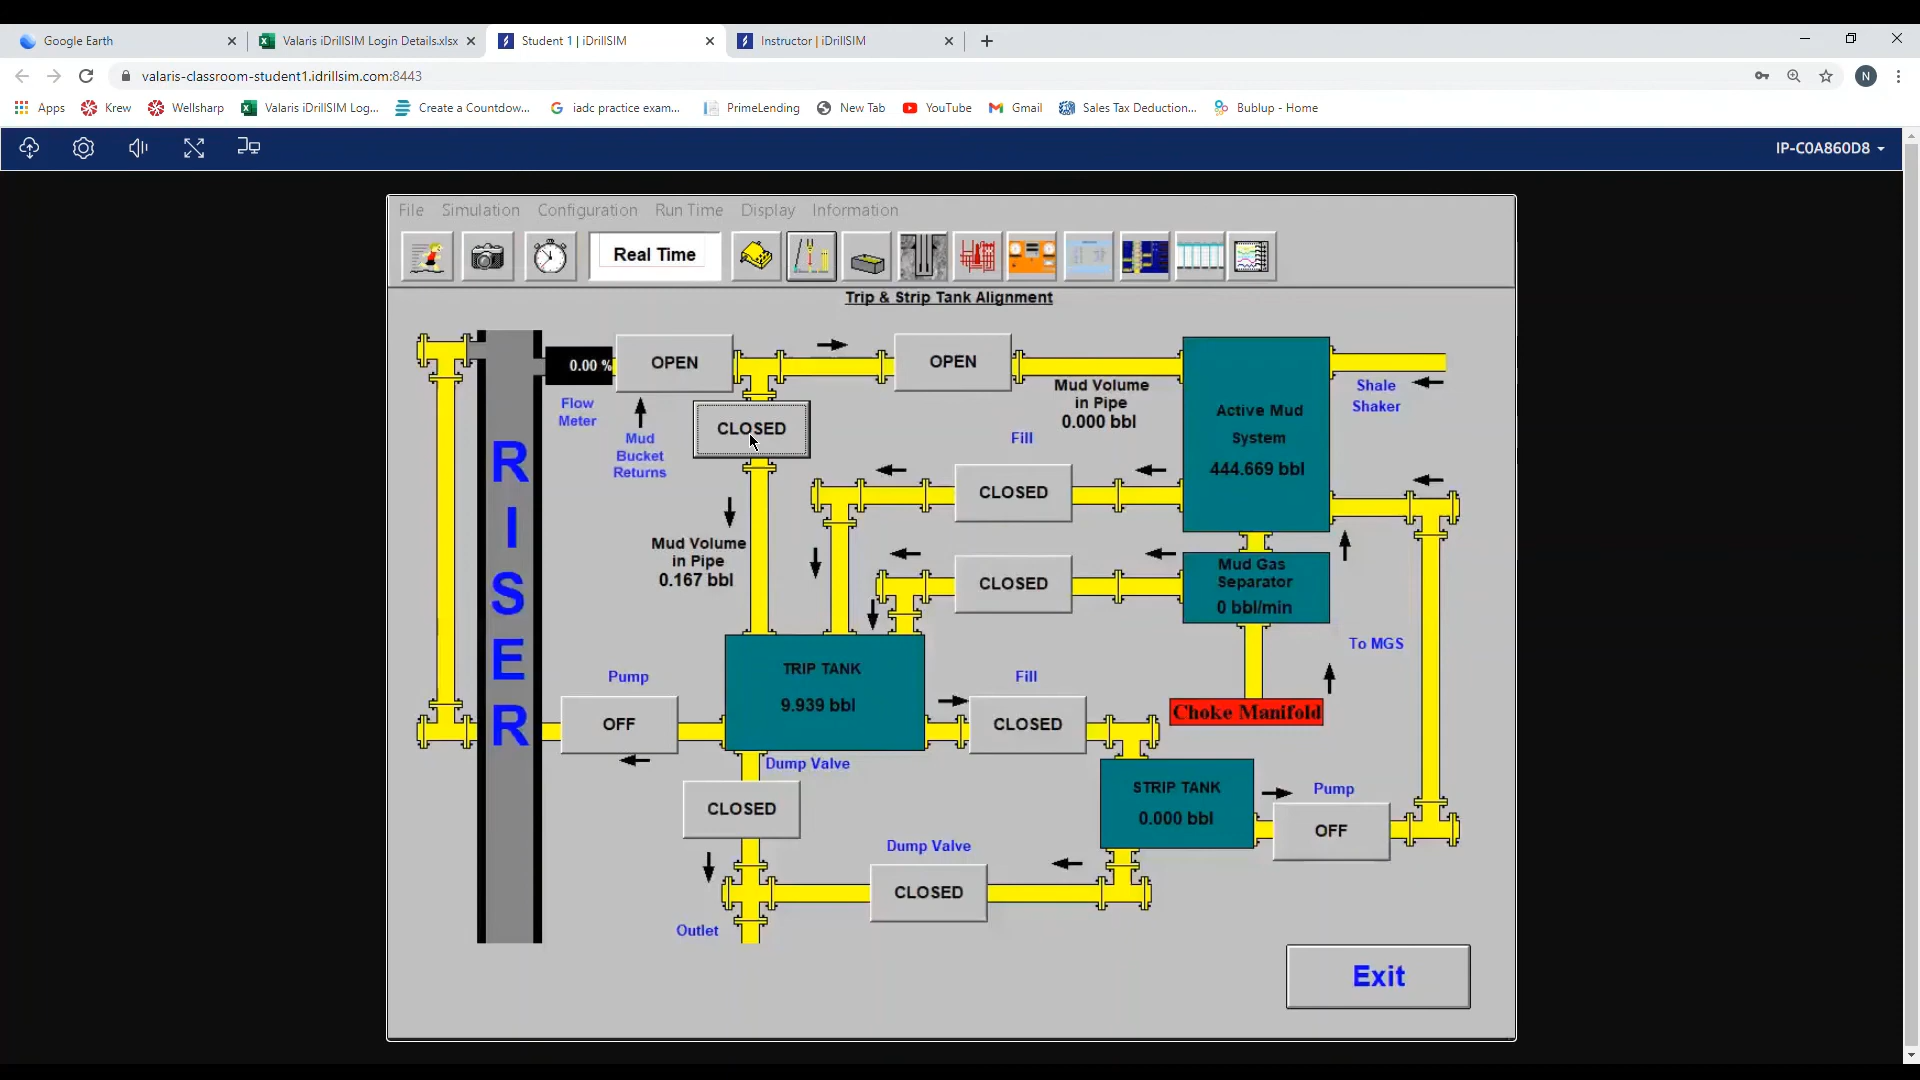 Google Earth
Valaris iDrillSIM Login Details.xlsx
Student 1 | iDrillSIM
Instructor | iDrillSIM
valaris-classroom-student1.idrillsim.com:8443
N
Apps
Krew
Wellsharp
Valaris iDrillSIM Log...
Create a Countdow...
iadc practice exam...
PrimeLending
New Tab
YouTube
Gmail
Sales Tax Deduction...
Bublup - Home
IP-C0A860D8
File Simulation Configuration Run Time Display Information
Real Time
Trip & Strip Tank Alignment
0.00 %
OPEN
OPEN
Flow
Meter
Mud
Bucket
Returns
CLOSED
Mud Volume
in Pipe
0.000 bbl
Active Mud
System
444.669 bbl
Shale
Shaker
Fill
CLOSED
RISER
Mud Volume
in Pipe
0.167 bbl
CLOSED
Mud Gas
Separator
0 bbl/min
To MGS
Pump
OFF
TRIP TANK
9.939 bbl
Fill
CLOSED
Choke Manifold
Dump Valve
CLOSED
STRIP TANK
0.000 bbl
Pump
OFF
Dump Valve
CLOSED
Outlet
Exit